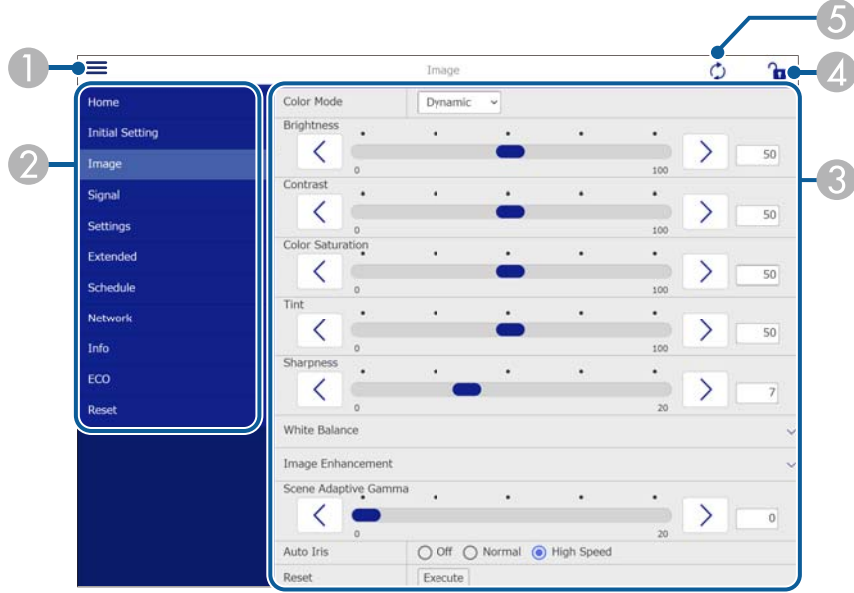 5
1
Image
4
Home
Color Mode
Dynamic
Initial Setting
Brightness
2
Image
0
100
50
3
Signal
Contrast
0
100
50
Settings
Extended
Color Saturation
0
100
50
Schedule
Network
Tint
0
100
50
Info
ECO
Sharpness
0
20
7
Reset
White Balance
Image Enhancement
Scene Adaptive Gamma
0
20
0
Auto Iris
Off
Normal
High Speed
Reset
Execute